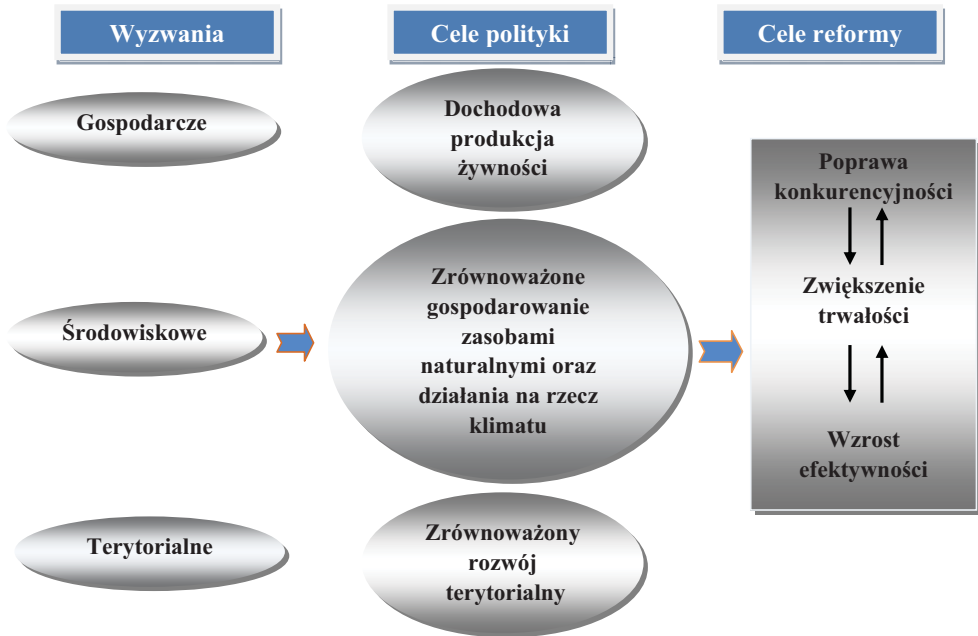 Wyzwania
Cele polityki
Cele reformy
Gospodarcze
Dochodowa
produkcja
żywności
Środowiskowe
Zrównoważone
gospodarowanie
zasobami
naturalnymi oraz
działania na rzecz
klimatu
Terytorialne
Zrównoważony
rozwój
terytorialny
Poprawa
konkurencyjności
Zwiększenie
trwałości
Wzrost
efektywności